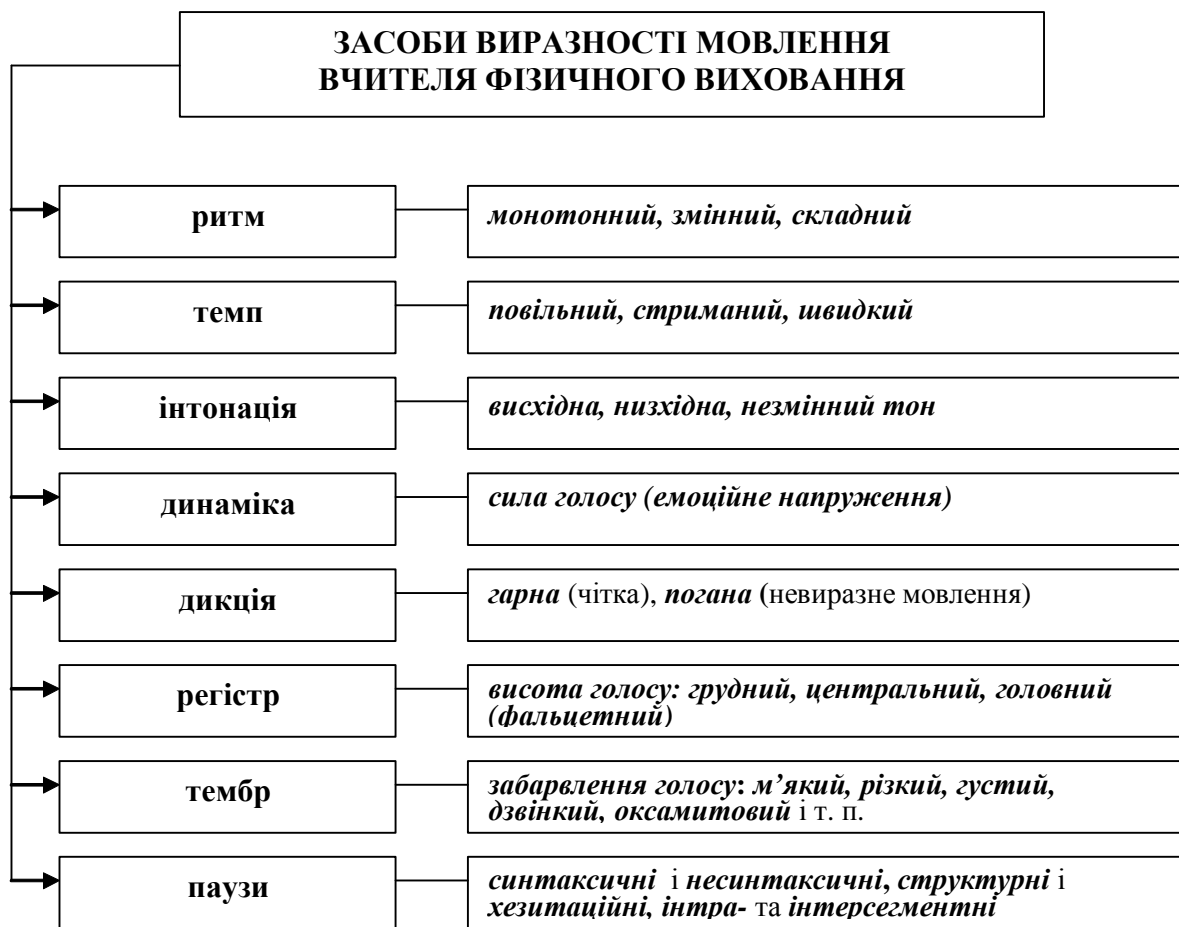 ЗАСОБИ ВИРАЗНОСТІ МОВЛЕННЯ
ВЧИТЕЛЯ ФІЗИЧНОГО ВИХОВАННЯ
ритм
монотонний, змінний, складний
темп
повільний, стриманий, швидкий
інтонація
висхідна, низхідна, незмінний тон
динаміка
сила голосу (емоційне напруження)
дикція
гарна (чітка), погана (невиразне мовлення)
регістр
висота голосу: грудний, центральний, головний
(фальцетний)
тембр
забарвлення голосу: м’який, різкий, густий,
дзвінкий, оксамитовий і т. п.
паузи
синтаксичні і несинтаксичні, структурні і
хезитаційні, інтра- та інтерсегментні